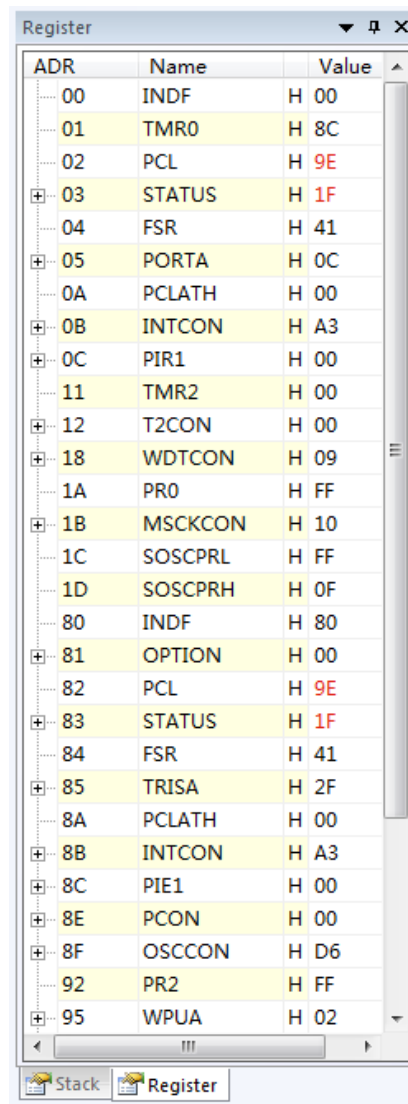 Register
ADR Name Value
00 INDF H 00
01 TMR0 H 8C
02 PCL H 9E
03 STATUS H 1F
04 FSR H 41
05 PORTA H 0C
0A PCLATH H 00
0B INTCON H A3
0C PIR1 H 00
11 TMR2 H 00
12 T2CON H 00
18 WDTCON H 09
1A PR0 H FF
1B MSCKCON H 10
1C SOSCPRL H FF
1D SOSCPRH H 0F
80 INDF H 80
81 OPTION H 00
82 PCL H 9E
83 STATUS H 1F
84 FSR H 41
85 TRISA H 2F
8A PCLATH H 00
8B INTCON H A3
8C PIE1 H 00
8E PCON H 00
8F OSCCON H D6
92 PR2 H FF
95 WPUA H 02
Stack Register